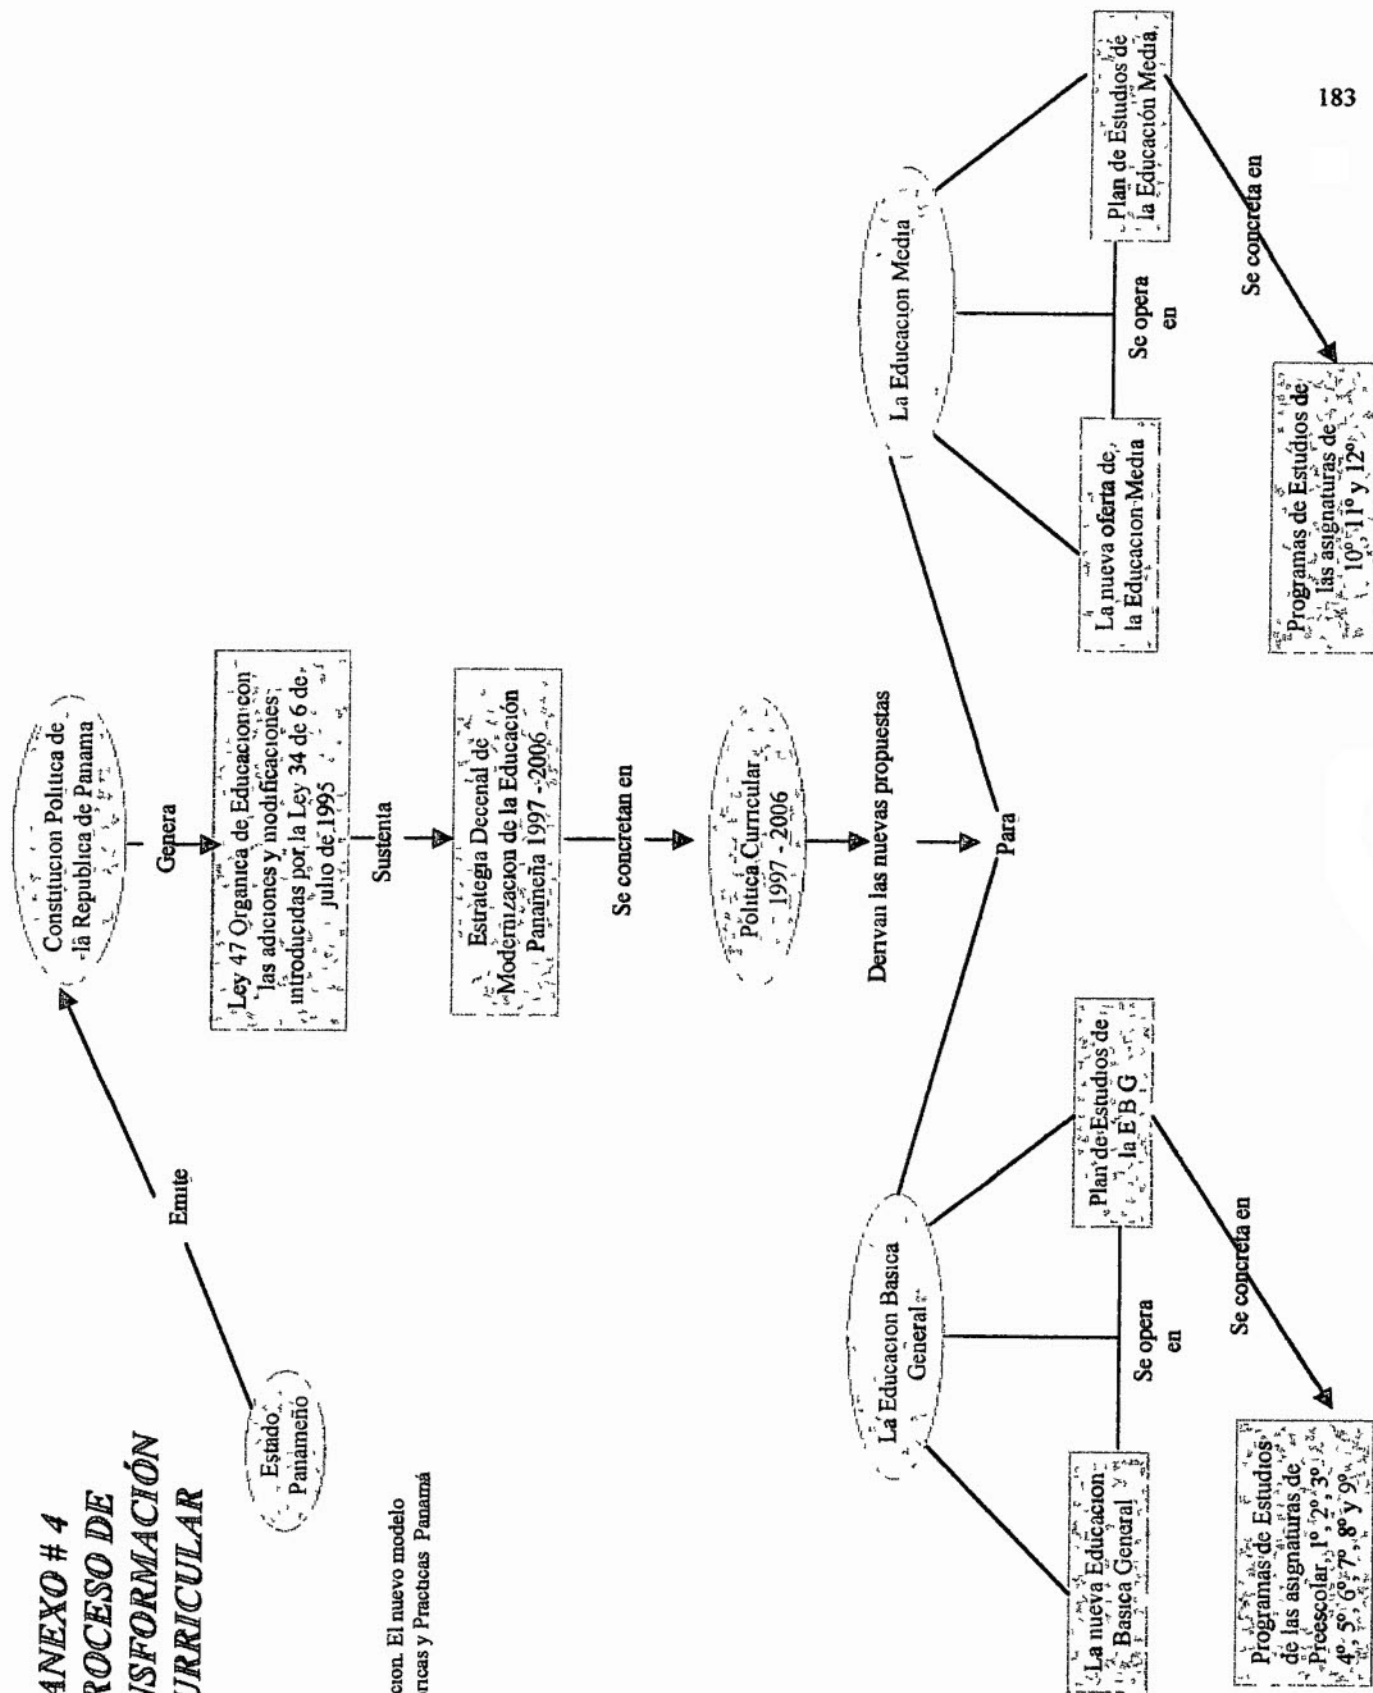 ANEXO # 4
ROCESO DE
NSFORMACIÓN
URRICULAR
cion. El nuevo modelo
oricas y Practicas Panamá
Estado
Panameño
Emite
Constitucion Politica de
la Republica de Panama
Genera
Ley 47 Organica de Educacion con
las adiciones y modificaciones
introducidas por la Ley 34 de 6 de
julio de 1995
Sustenta
Estrategia Decenal de
Modernizacion de la Educación
Panameña 1997 - 2006
Se concretan en
Politica Curricular
1997 - 2006
Derivan las nuevas propuestas
Para
La Educacion Basica
General
La nueva Educacion
Basica General
Se opera
en
Plan de Estudios de
la E B G
Se concreta en
Programas de Estudios
de las asignaturas de
Preescolar, 1º, 2º, 3º
4º, 5º, 6º, 7º, 8º y 9º
La Educacion Media
La nueva oferta de
la Educacion Media
Se opera
en
Plan de Estudios de
la Educación Media
Se concreta en
Programas de Estudios de
las asignaturas de
10º, 11º y 12º
183